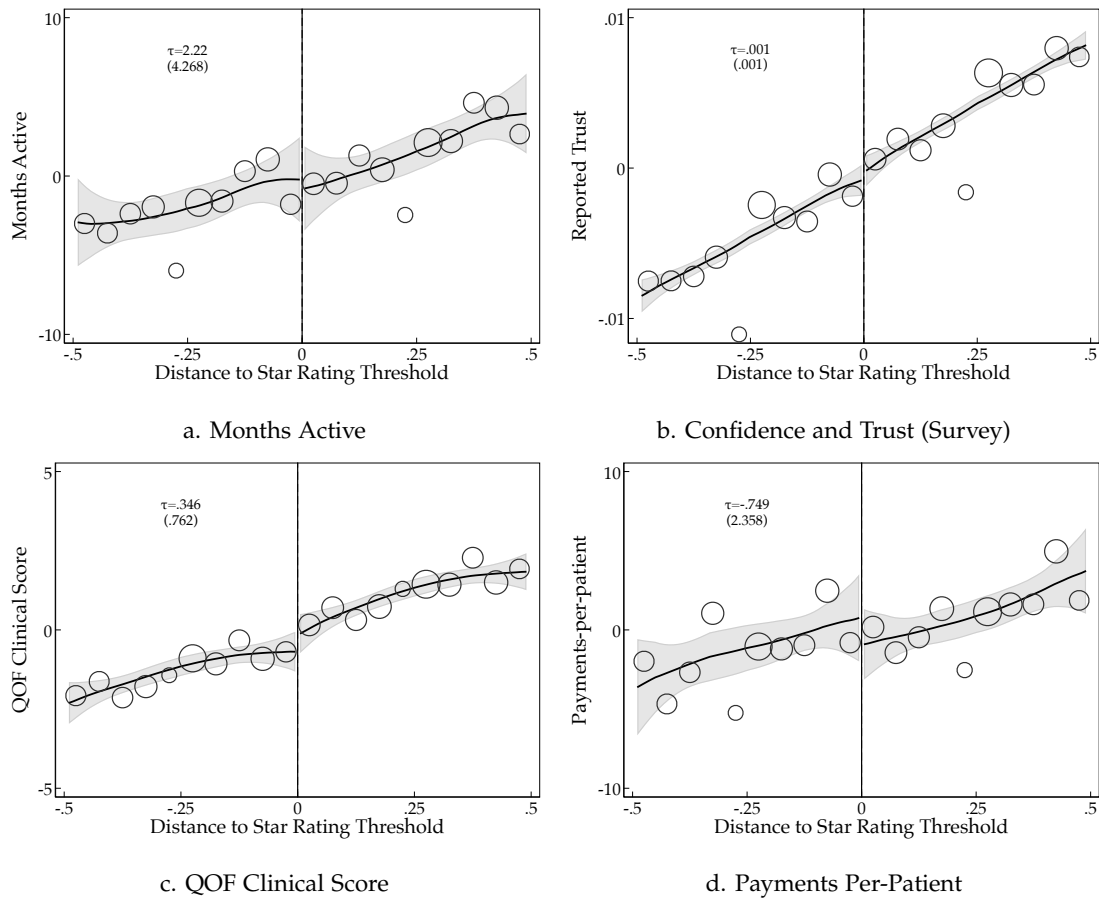 10
τ=2.22
(4.268)
Months Active
0
-10
-.5
-.25
0
.25
.5
Distance to Star Rating Threshold
a. Months Active
.01
τ=.001
(.001)
Reported Trust
0
-.01
-.5
-.25
0
.25
.5
Distance to Star Rating Threshold
b. Confidence and Trust (Survey)
5
τ=.346
(.762)
QOF Clinical Score
0
-5
-.5
-.25
0
.25
.5
Distance to Star Rating Threshold
c. QOF Clinical Score
10
τ=-.749
(2.358)
Payments-per-patient
0
-10
-.5
-.25
0
.25
.5
Distance to Star Rating Threshold
d. Payments Per-Patient